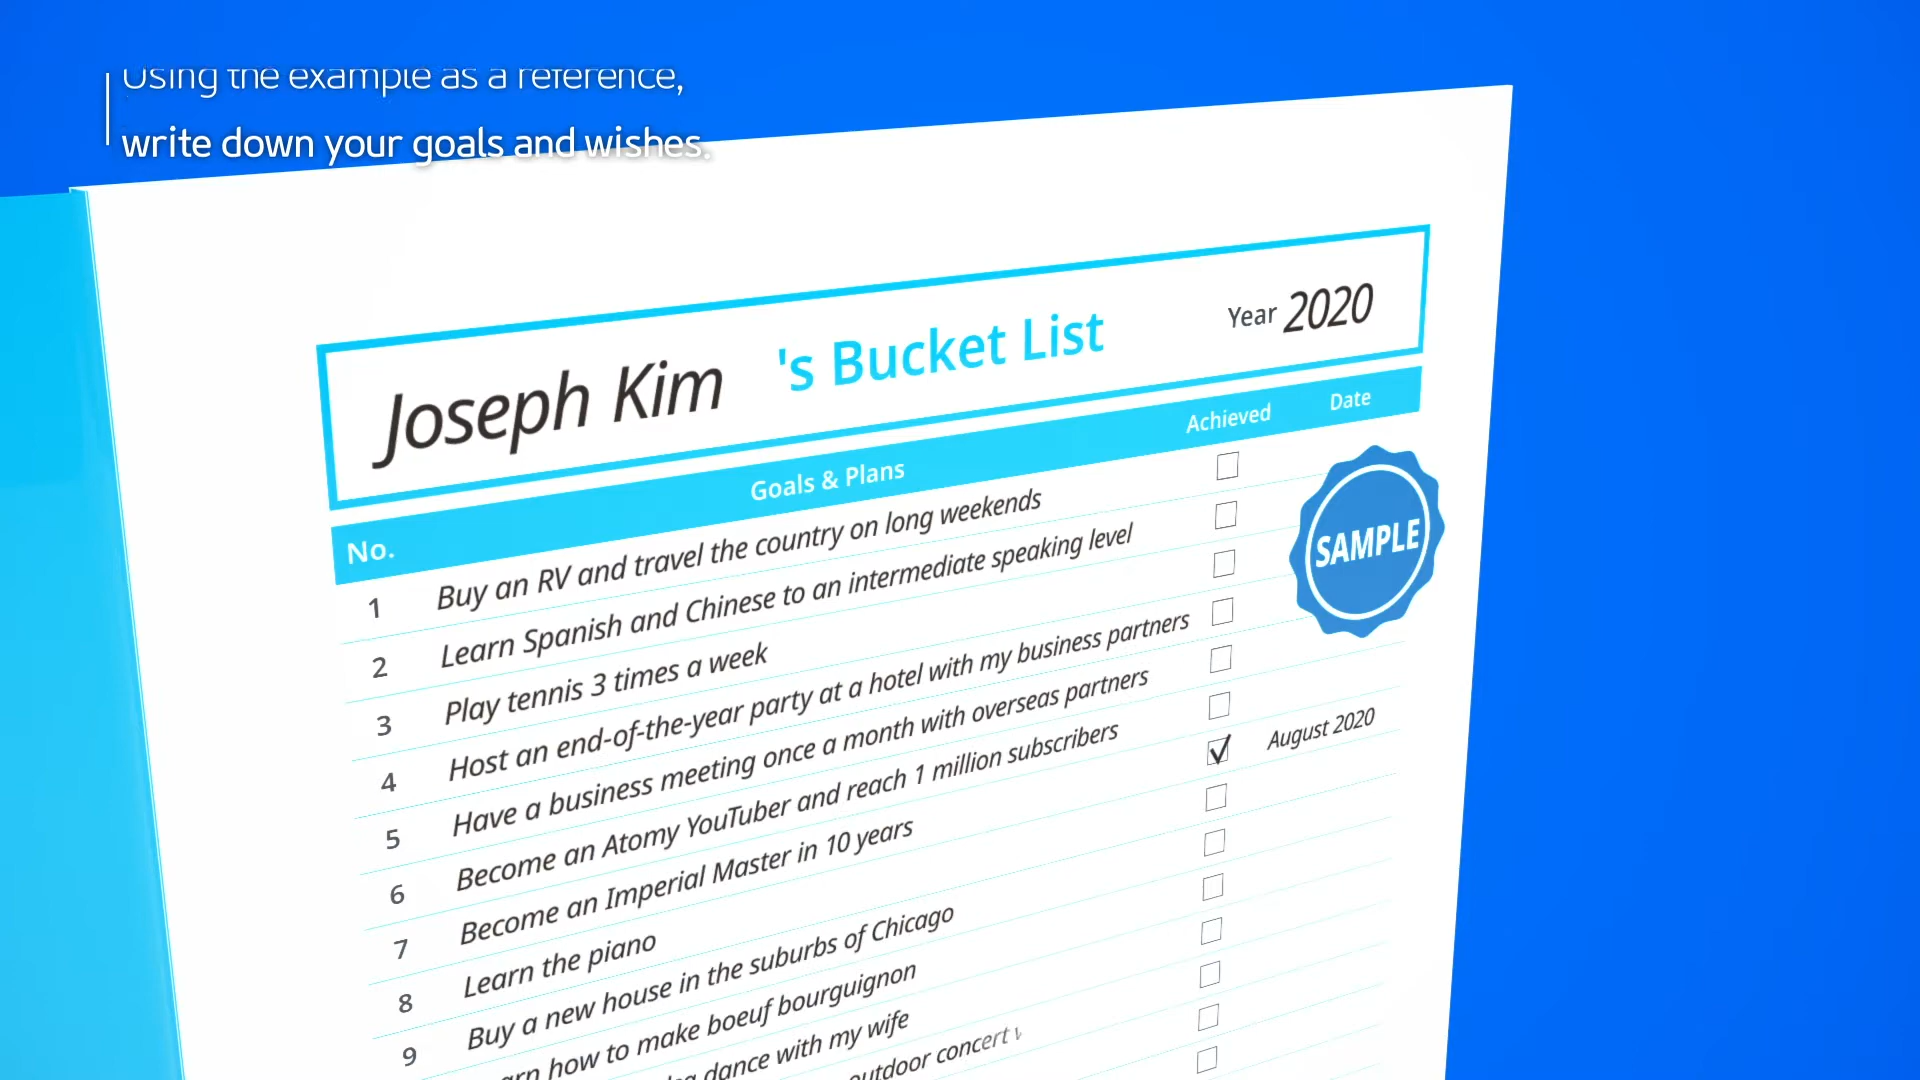 Using the example as a reference,
write down your goals and wishes.
Joseph Kim 's Bucket List Year 2020
No. Goals & Plans Achieved Date
1 Buy an RV and travel the country on long weekends
SAMPLE
2 Learn Spanish and Chinese to an intermediate speaking level
3 Play tennis 3 times a week
4 Host an end-of-the-year party at a hotel with my business partners
5 Have a business meeting once a month with overseas partners
6 Become an Atomy YouTuber and reach 1 million subscribers
7 Become an Imperial Master in 10 years August 2020
8 Learn the piano
9 Buy a new house in the suburbs of Chicago
how to make boeuf bourguignon
dance with my wife
outdoor concert